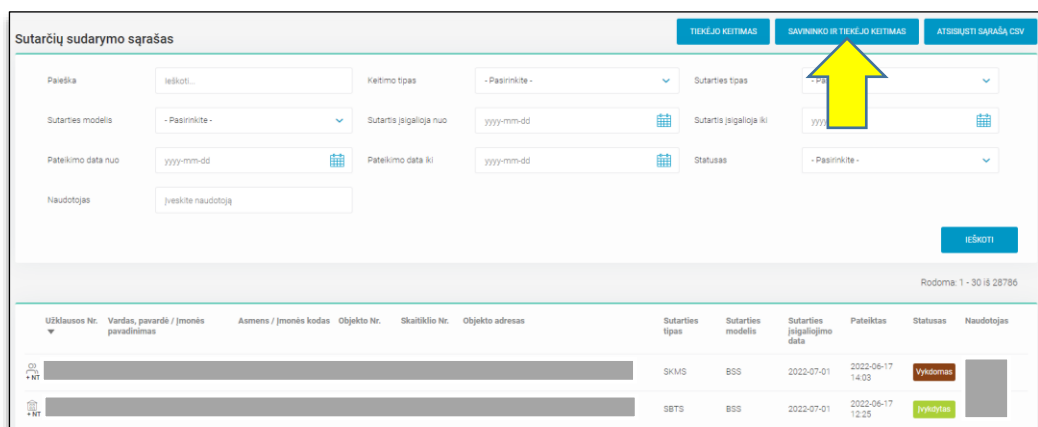 Sutarčių sudarymo sąrašas
TIEKĖJO KEITIMAS
SAVININKO IR TIEKĖJO KEITIMAS
ATSISIŲSTI SĄRAŠĄ CSV
Paieška Ieškoti... Keitimo tipas - Pasirinkite - Sutarties tipas
Sutarties modelis - Pasirinkite - Sutartis įsigalioja nuo yyyy-mm-dd Sutartis įsigalioja iki
Pateikimo data nuo yyyy-mm-dd Pateikimo data iki yyyy-mm-dd Statusas - Pasirinkite -
Naudotojas Įveskite naudotoją
IEŠKOTI
Rodoma: 1 - 30 iš 28786
Užklausos Nr. Vardas, pavardė / Įmonės Asmens / Įmonės kodas Objekto Nr. Skaitiklio Nr. Objekto adresas Sutarties Sutarties Sutarties Pateiktas Statusas Naudotojas
pavadinimas tipas modelis įsigaliojimo
data
+ NT SKMS BSS 2022-07-01 2022-06-17 Vykdomas
14:03
+ NT SBTS BSS 2022-07-01 2022-06-17 Įvykdytas
12:25